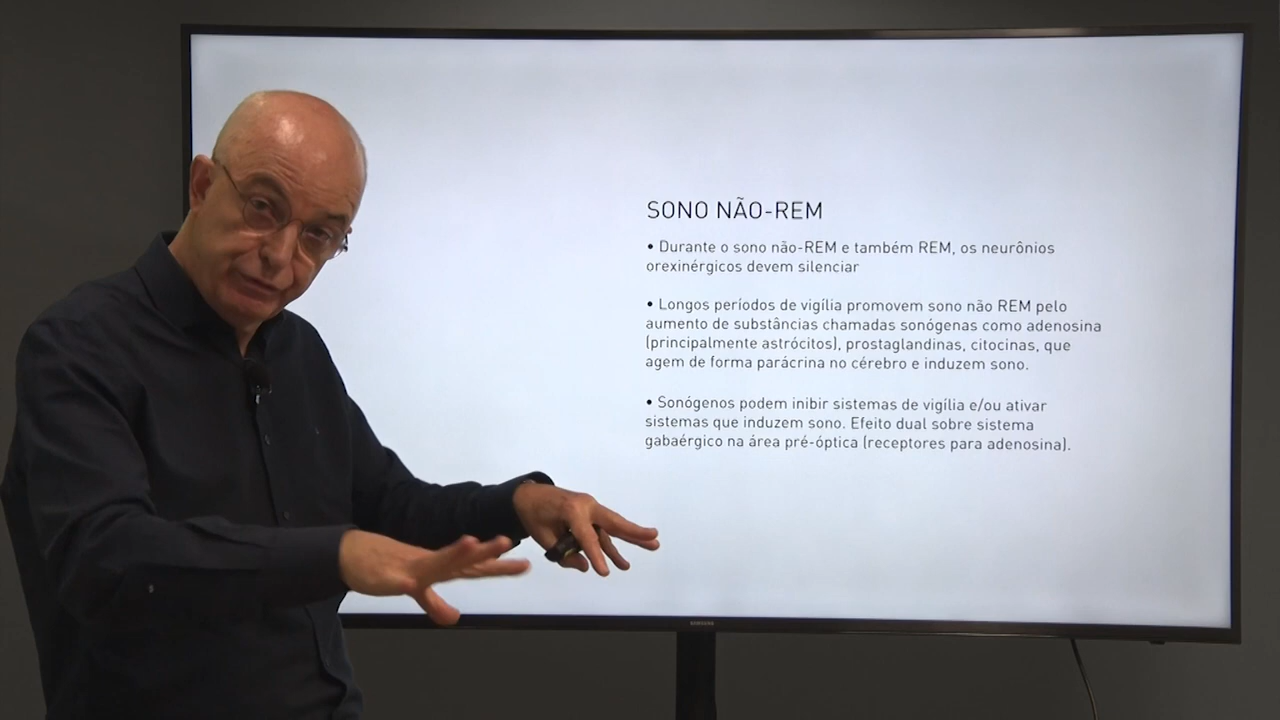 SONO NÃO-REM
• Durante o sono não-REM e também REM, os neurônios
orexinérgicos devem silenciar
• Longos períodos de vigília promovem sono não REM pelo
aumento de substâncias chamadas sonógenas como adenosina
(principalmente astrócitos), prostaglandinas, citocinas, que
agem de forma parácrina no cérebro e induzem sono.
• Sonógenos podem inibir sistemas de vigília e/ou ativar
sistemas que induzem sono. Efeito dual sobre sistema
gabaérgico na área pré-óptica (receptores para adenosina).
SAMSUNG